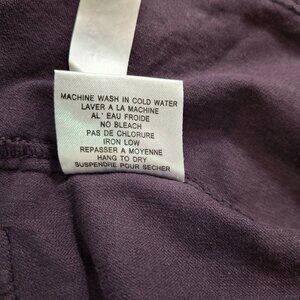 MACHINE WASH IN COLD WATER
LAVER A LA MACHINE
AL' EAU FROIDE
NO BLEACH
PAS DE CHLORURE
IRON LOW
REPASSER A MOYENNE
HANG TO DRY
SUSPENDRE POUR SECHER